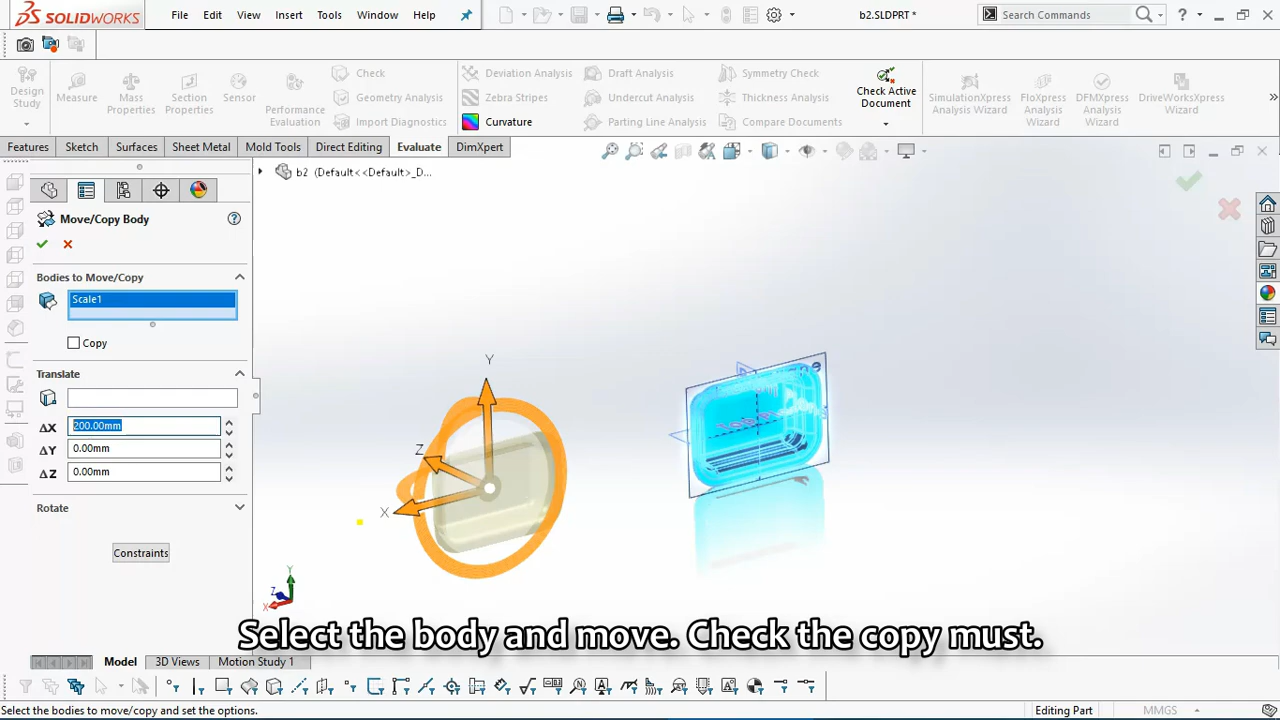 SOLIDWORKS
File Edit View Insert Tools Window Help
b2.SLDPRT *
Search Commands
Design Study
Measure
Mass Properties
Section Properties
Sensor
Performance Evaluation
Check
Geometry Analysis
Import Diagnostics
Deviation Analysis
Zebra Stripes
Curvature
Draft Analysis
Undercut Analysis
Parting Line Analysis
Symmetry Check
Thickness Analysis
Compare Documents
Check Active Document
SimulationXpress Analysis Wizard
FloXpress Analysis Wizard
DFMXpress Analysis Wizard
DriveWorksXpress Wizard
Features Sketch Surfaces Sheet Metal Mold Tools Direct Editing Evaluate DimXpert
b2 (Default<<Default>_D...
Move/Copy Body
Bodies to Move/Copy
Scale1
Copy
Translate
ΔX 200.00mm
ΔY 0.00mm
ΔZ 0.00mm
Rotate
Constraints
Y
Z
X
Y
Z
X
Select the body and move. Check the copy must.
Model 3D Views Motion Study 1
Select the bodies to move/copy and set the options.
Editing Part
MMGS